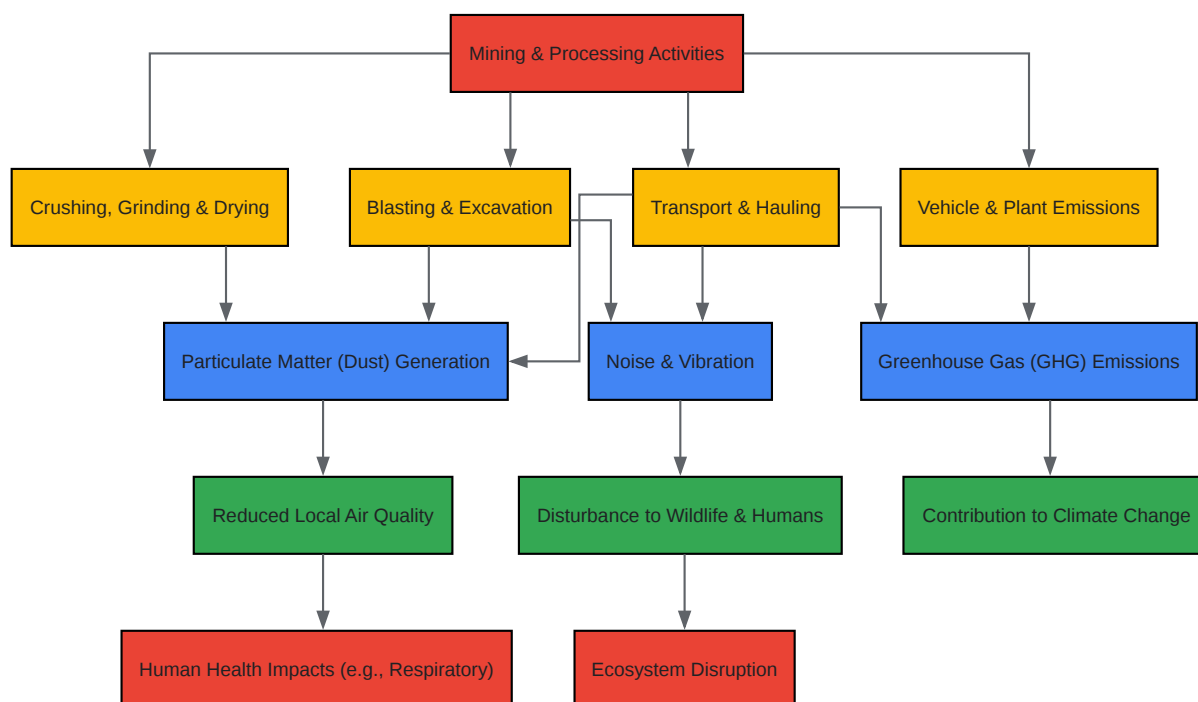 Mining & Processing Activities
Crushing, Grinding & Drying
Blasting & Excavation
Transport & Hauling
Vehicle & Plant Emissions
Particulate Matter (Dust) Generation
Noise & Vibration
Greenhouse Gas (GHG) Emissions
Reduced Local Air Quality
Disturbance to Wildlife & Humans
Contribution to Climate Change
Human Health Impacts (e.g., Respiratory)
Ecosystem Disruption